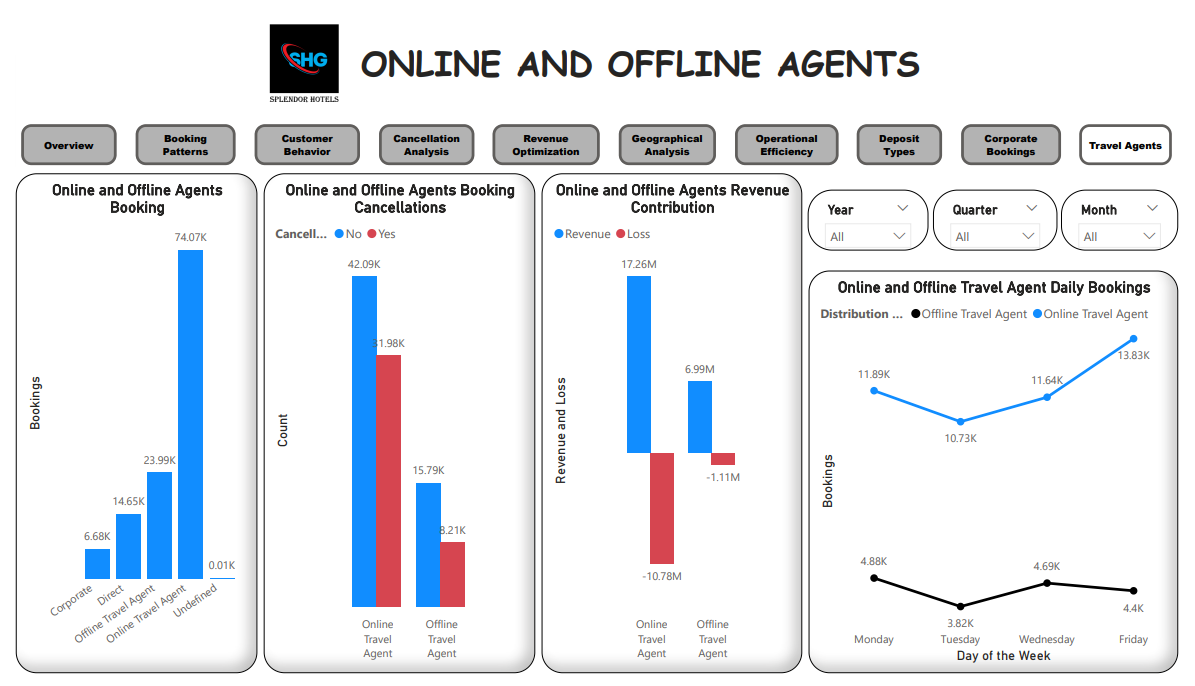 SHG
SPLENDOR HOTELS
ONLINE AND OFFLINE AGENTS
Overview
Booking
Patterns
Customer
Behavior
Cancellation
Analysis
Revenue
Optimization
Geographical
Analysis
Operational
Efficiency
Deposit
Types
Corporate
Bookings
Travel Agents
Online and Offline Agents
Booking
Bookings
74.07K
23.99K
14.65K
6.68K
0.01K
Corporate
Direct
Offline Travel Agent
Online Travel Agent
Undefined
Online and Offline Agents Booking
Cancellations
Cancell... No Yes
Count
42.09K
31.98K
15.79K
8.21K
Online
Travel
Agent
Offline
Travel
Agent
Online and Offline Agents Revenue
Contribution
Revenue Loss
Revenue and Loss
17.26M
6.99M
-1.11M
-10.78M
Online
Travel
Agent
Offline
Travel
Agent
Year
All
Quarter
All
Month
All
Online and Offline Travel Agent Daily Bookings
Distribution ... Offline Travel Agent Online Travel Agent
Bookings
11.89K
10.73K
11.64K
13.83K
4.88K
3.82K
4.69K
4.4K
Monday
Tuesday
Wednesday
Friday
Day of the Week